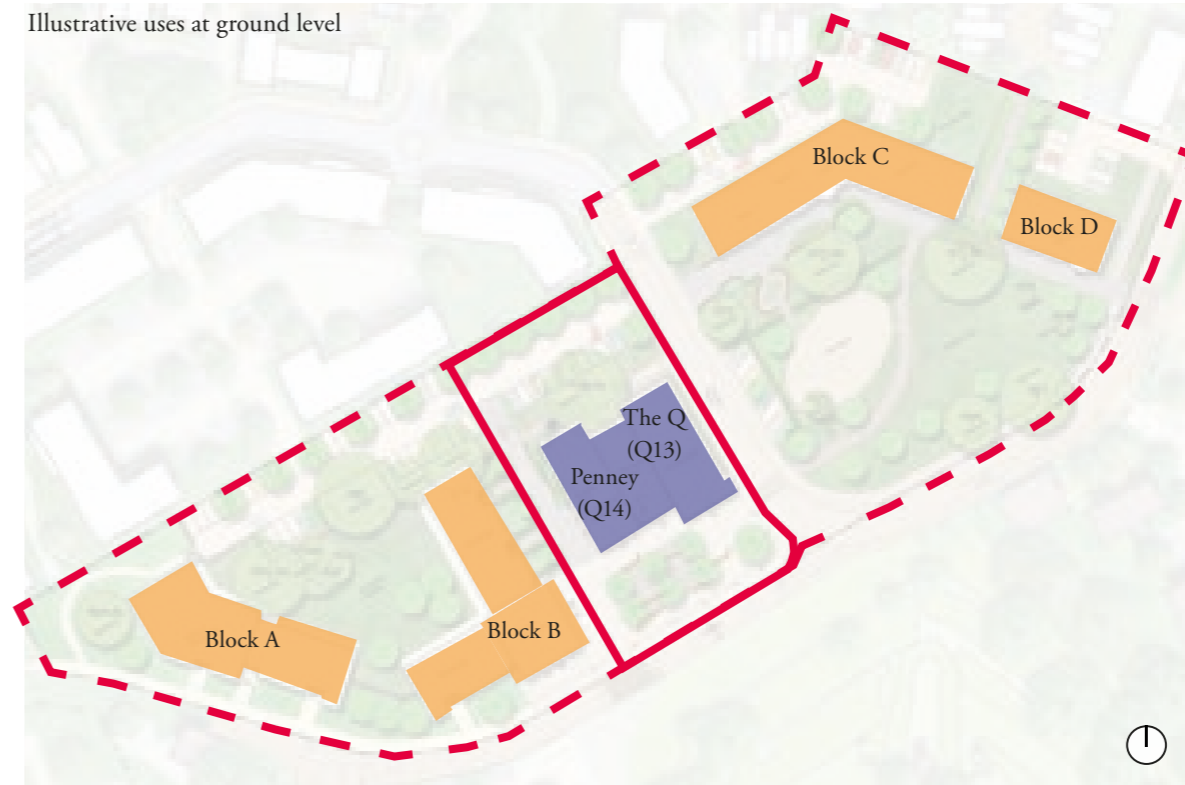 Illustrative uses at ground level
Block C
Block D
The Q
(Q13)
Penney
(Q14)
Block B
Block A